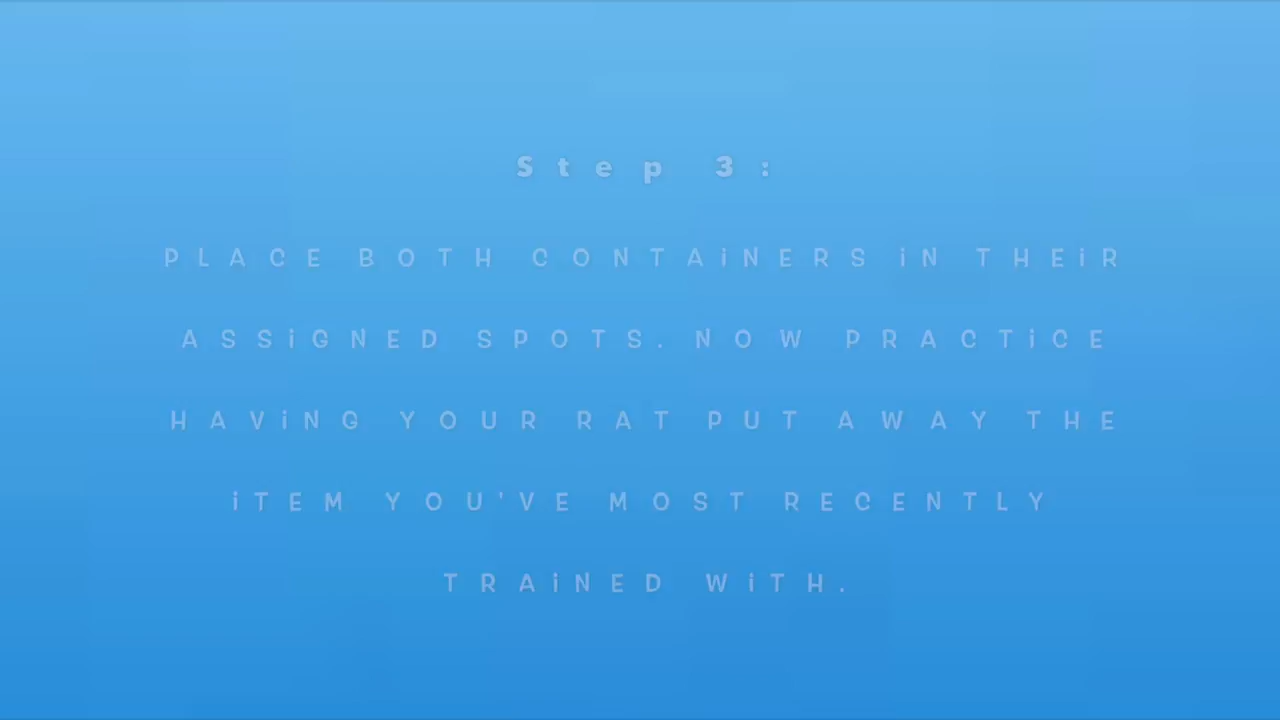 Step 3:
PLACE BOTH CONTAiNERS iN THEiR
ASSiGNED SPOTS. NOW PRACTiCE
HAViNG YOUR RAT PUT AWAY THE
iTEM YOU'VE MOST RECENTLY
TRAiNED WiTH.